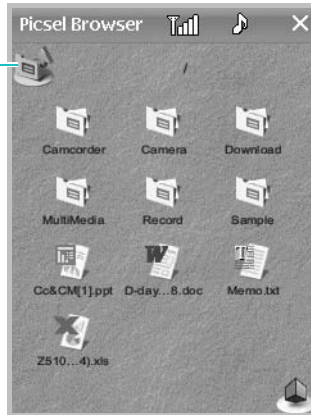 Picsel Browser
/
Camcorder Camera Download
MultiMedia Record Sample
Cc&CM[1].ppt D-day...8.doc Memo.txt
Z510...4).xls